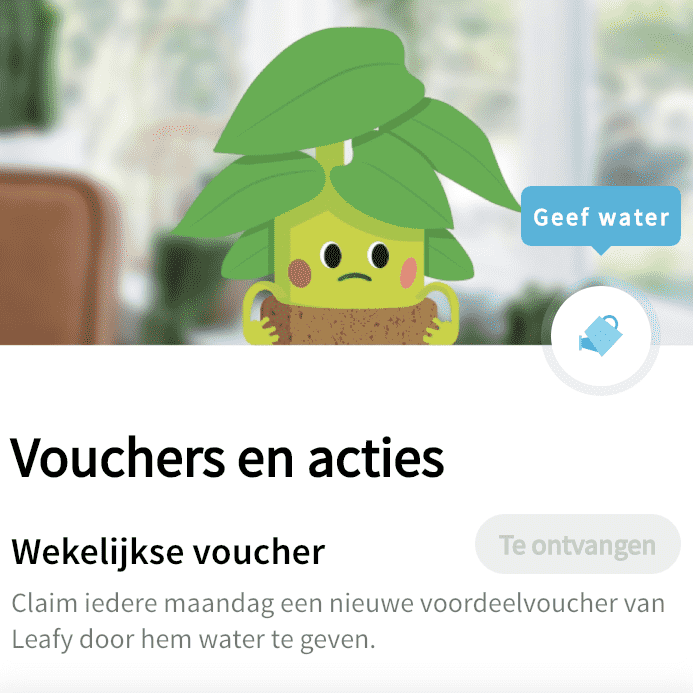 Geef water
Vouchers en acties
Wekelijkse voucher
Te ontvangen
Claim iedere maandag een nieuwe voordeelvoucher van
Leafy door hem water te geven.